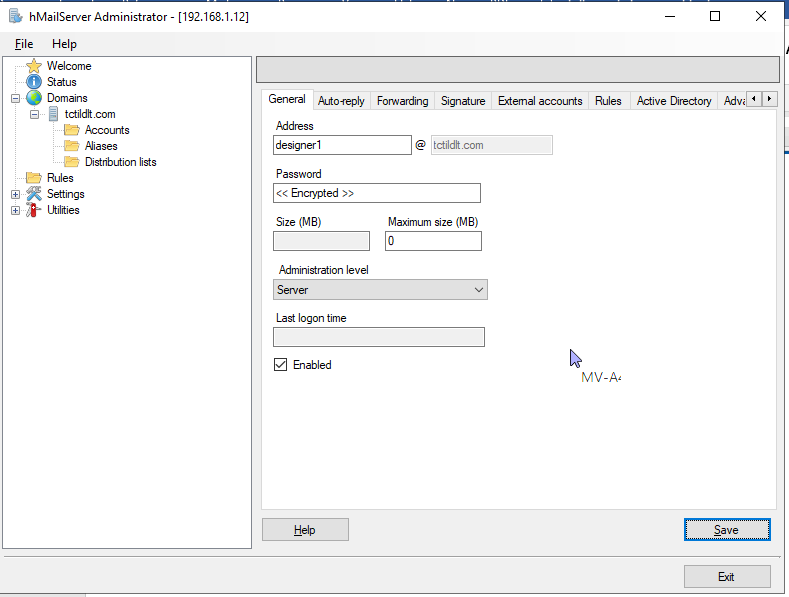 hMailServer Administrator - [192.168.1.12]
File Help
Welcome
Status
Domains
tctildlt.com
Accounts
Aliases
Distribution lists
Rules
Settings
Utilities
General Auto-reply Forwarding Signature External accounts Rules Active Directory
Address
designer1 @ tctildlt.com
Password
<< Encrypted >>
Size (MB) Maximum size (MB)
0
Administration level
Server
Last logon time
Enabled
MV-A4
Help Save
Exit